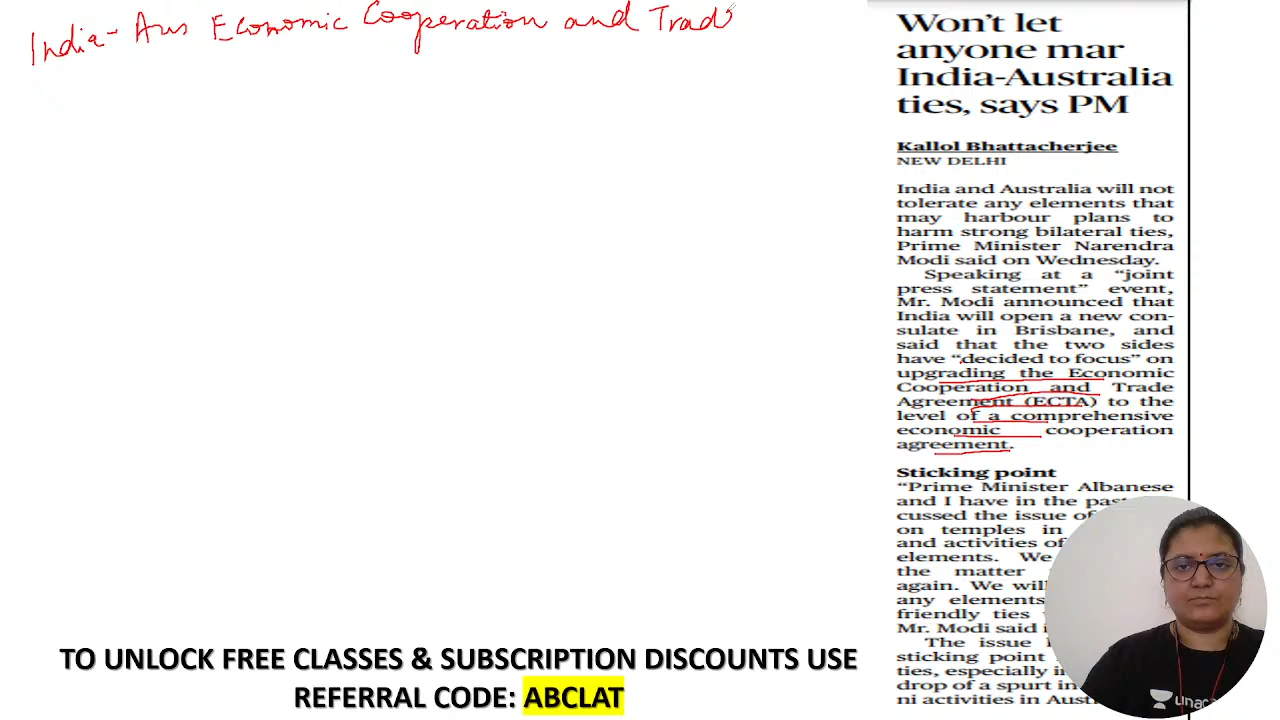 India- Aus Economic Cooperation and Trad
Won't let
anyone mar
India-Australia
ties, says PM
Kallol Bhattacherjee
NEW DELHI
India and Australia will not
tolerate any elements that
may harbour plans to
harm strong bilateral ties,
Prime Minister Narendra
Modi said on Wednesday.
Speaking at a "joint
press statement" event,
Mr. Modi announced that
India will open a new con-
sulate in Brisbane, and
said that the two sides
have "decided to focus" on
upgrading the Economic
Cooperation and Trade
Agreement (ECTA) to the
level of a comprehensive
economic cooperation
agreement.
Sticking point
"Prime Minister Albanese
and I have in the past
cussed the issue of
on temples in
and activities of
elements. We
the matter
again. We will
any elements
friendly ties
Mr. Modi said
The issue
sticking point
ties, especially in
drop of a spurt in
ni activities in
TO UNLOCK FREE CLASSES & SUBSCRIPTION DISCOUNTS USE
REFERRAL CODE: ABCLAT